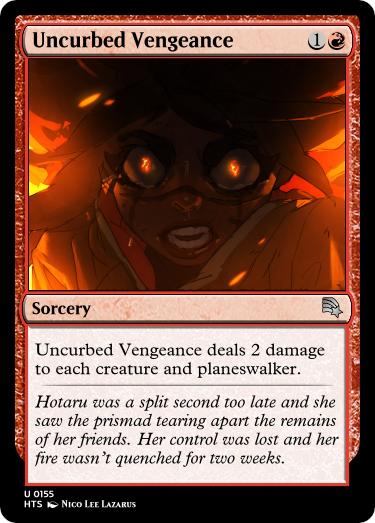 Uncurbed Vengeance 1
Sorcery
Uncurbed Vengeance deals 2 damage
to each creature and planeswalker.
Hotaru was a split second too late and she
saw the prismad tearing apart the remains
of her friends. Her control was lost and her
fire wasn't quenched for two weeks.
U 0155
HTS Nico Lee Lazarus